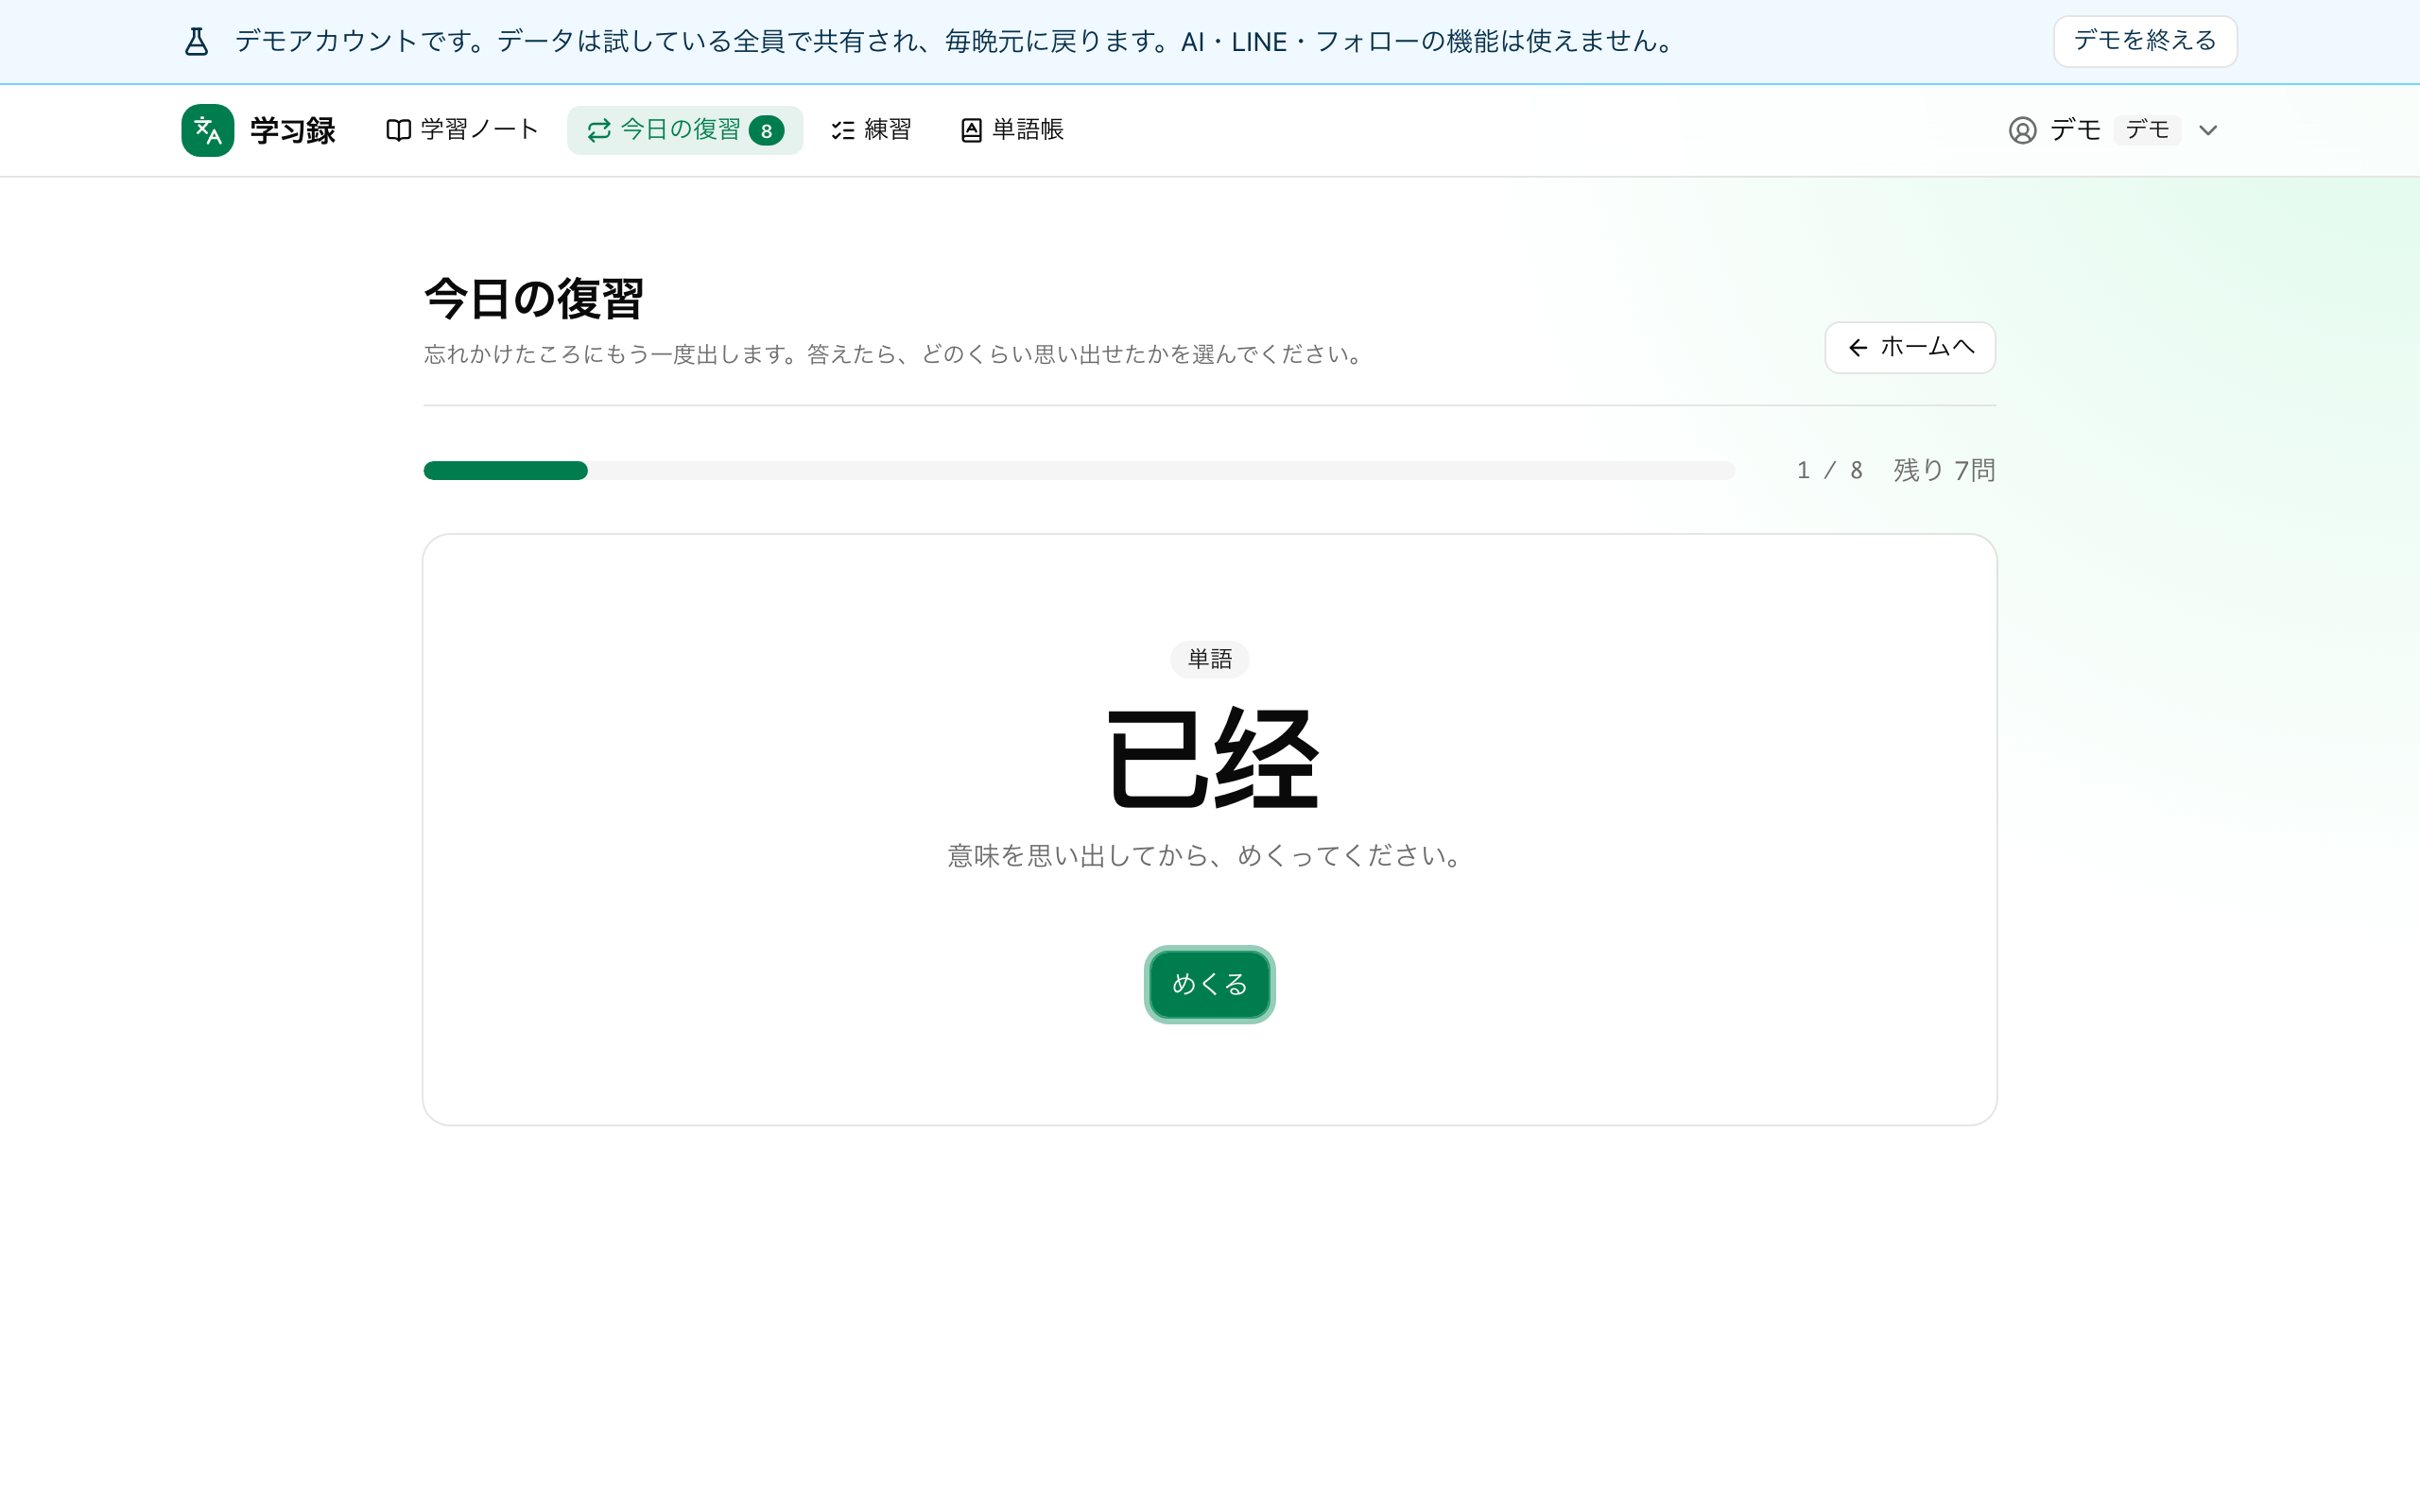 デモアカウントです。データは試している全員で共有され、毎晩元に戻ります。AI・LINE・フォローの機能は使えません。
デモを終える
学习録
学習ノート
今日の復習 8
練習
単語帳
デモ デモ
今日の復習
忘れかけたころにもう一度出します。答えたら、どのくらい思い出せたかを選んでください。
← ホームへ
1 / 8 残り 7問
単語
已经
意味を思い出してから、めくってください。
めくる